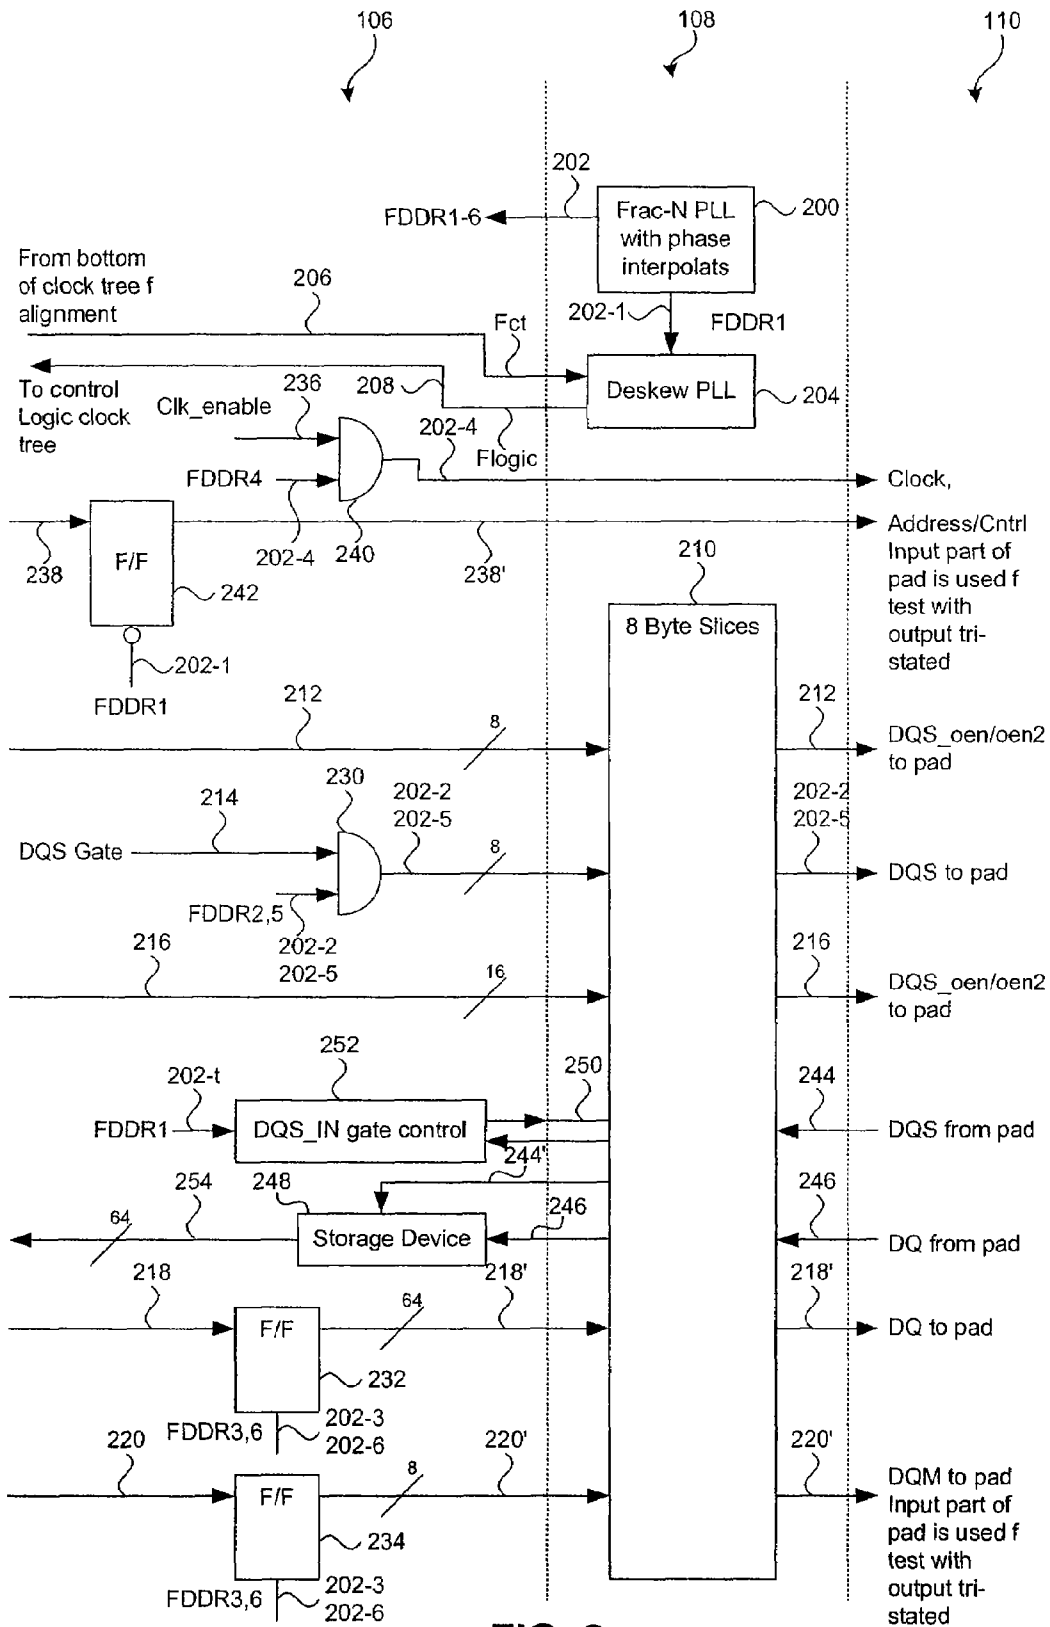 106
108
110
202
FDDR1-6
Frac-N PLL
with phase
interpolats
200
From bottom
of clock tree f
alignment
206
202-1
FDDR1
Fct
Deskew PLL
204
208
To control
Logic clock
tree
236
Clk_enable
202-4
Flogic
FDDR4
Clock,
202-4
240
238
F/F
242
238'
Address/Cntrl
Input part of
pad is used f
test with
output tri-
stated
210
8 Byte Slices
202-1
FDDR1
212
8
212
DQS_oen/oen2
to pad
230
214
202-2
202-5
202-2
202-5
DQS Gate
8
DQS to pad
FDDR2,5
202-2
202-5
216
16
216
DQS_oen/oen2
to pad
252
250
244
202-t
FDDR1
DQS_IN gate control
DQS from pad
244'
254
248
246
246
64
Storage Device
DQ from pad
218
218'
218'
64
F/F
DQ to pad
232
FDDR3,6
202-3
202-6
220
8
220'
220'
F/F
DQM to pad
Input part of
pad is used f
test with
output tri-
stated
234
FDDR3,6
202-3
202-6